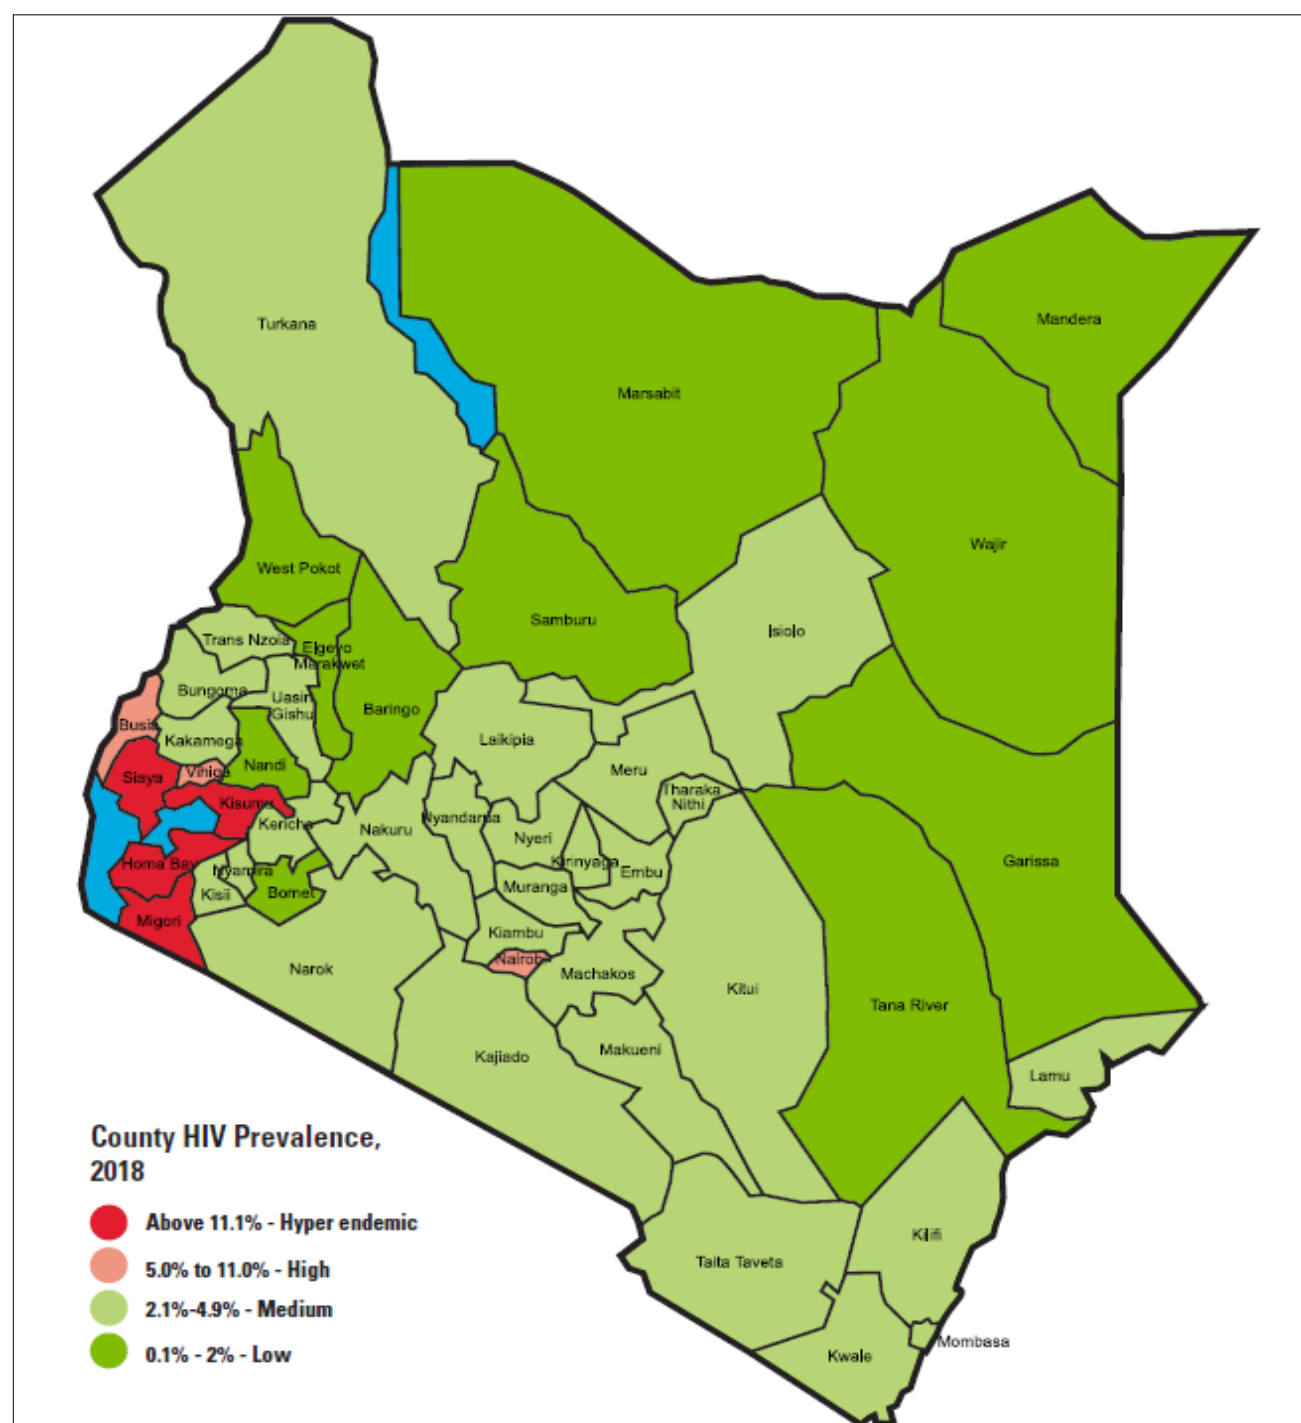 Turkana
Mandera
Marsabit
Wajir
West Pokot
Samburu
Isiolo
Trans Nzoia
Elgeyo
Marakwet
Bungoma
Uasin
Gishu
Baringo
Busia
Kakamega
Laikipia
Siaya
Vihiga
Nandi
Meru
Tharaka
Nithi
Kisumu
Kericho
Nakuru
Nyandarua
Nyeri
Homa Bay
Nyamira
Kirinyaga
Embu
Garissa
Kisii
Bomet
Muranga
Migori
Kiambu
Nairobi
Narok
Machakos
Kitui
Tana River
Kajiado
Makueni
Lamu
Kilifi
Taita Taveta
Mombasa
Kwale
County HIV Prevalence,
2018
Above 11.1% - Hyper endemic
5.0% to 11.0% - High
2.1%-4.9% - Medium
0.1% - 2% - Low